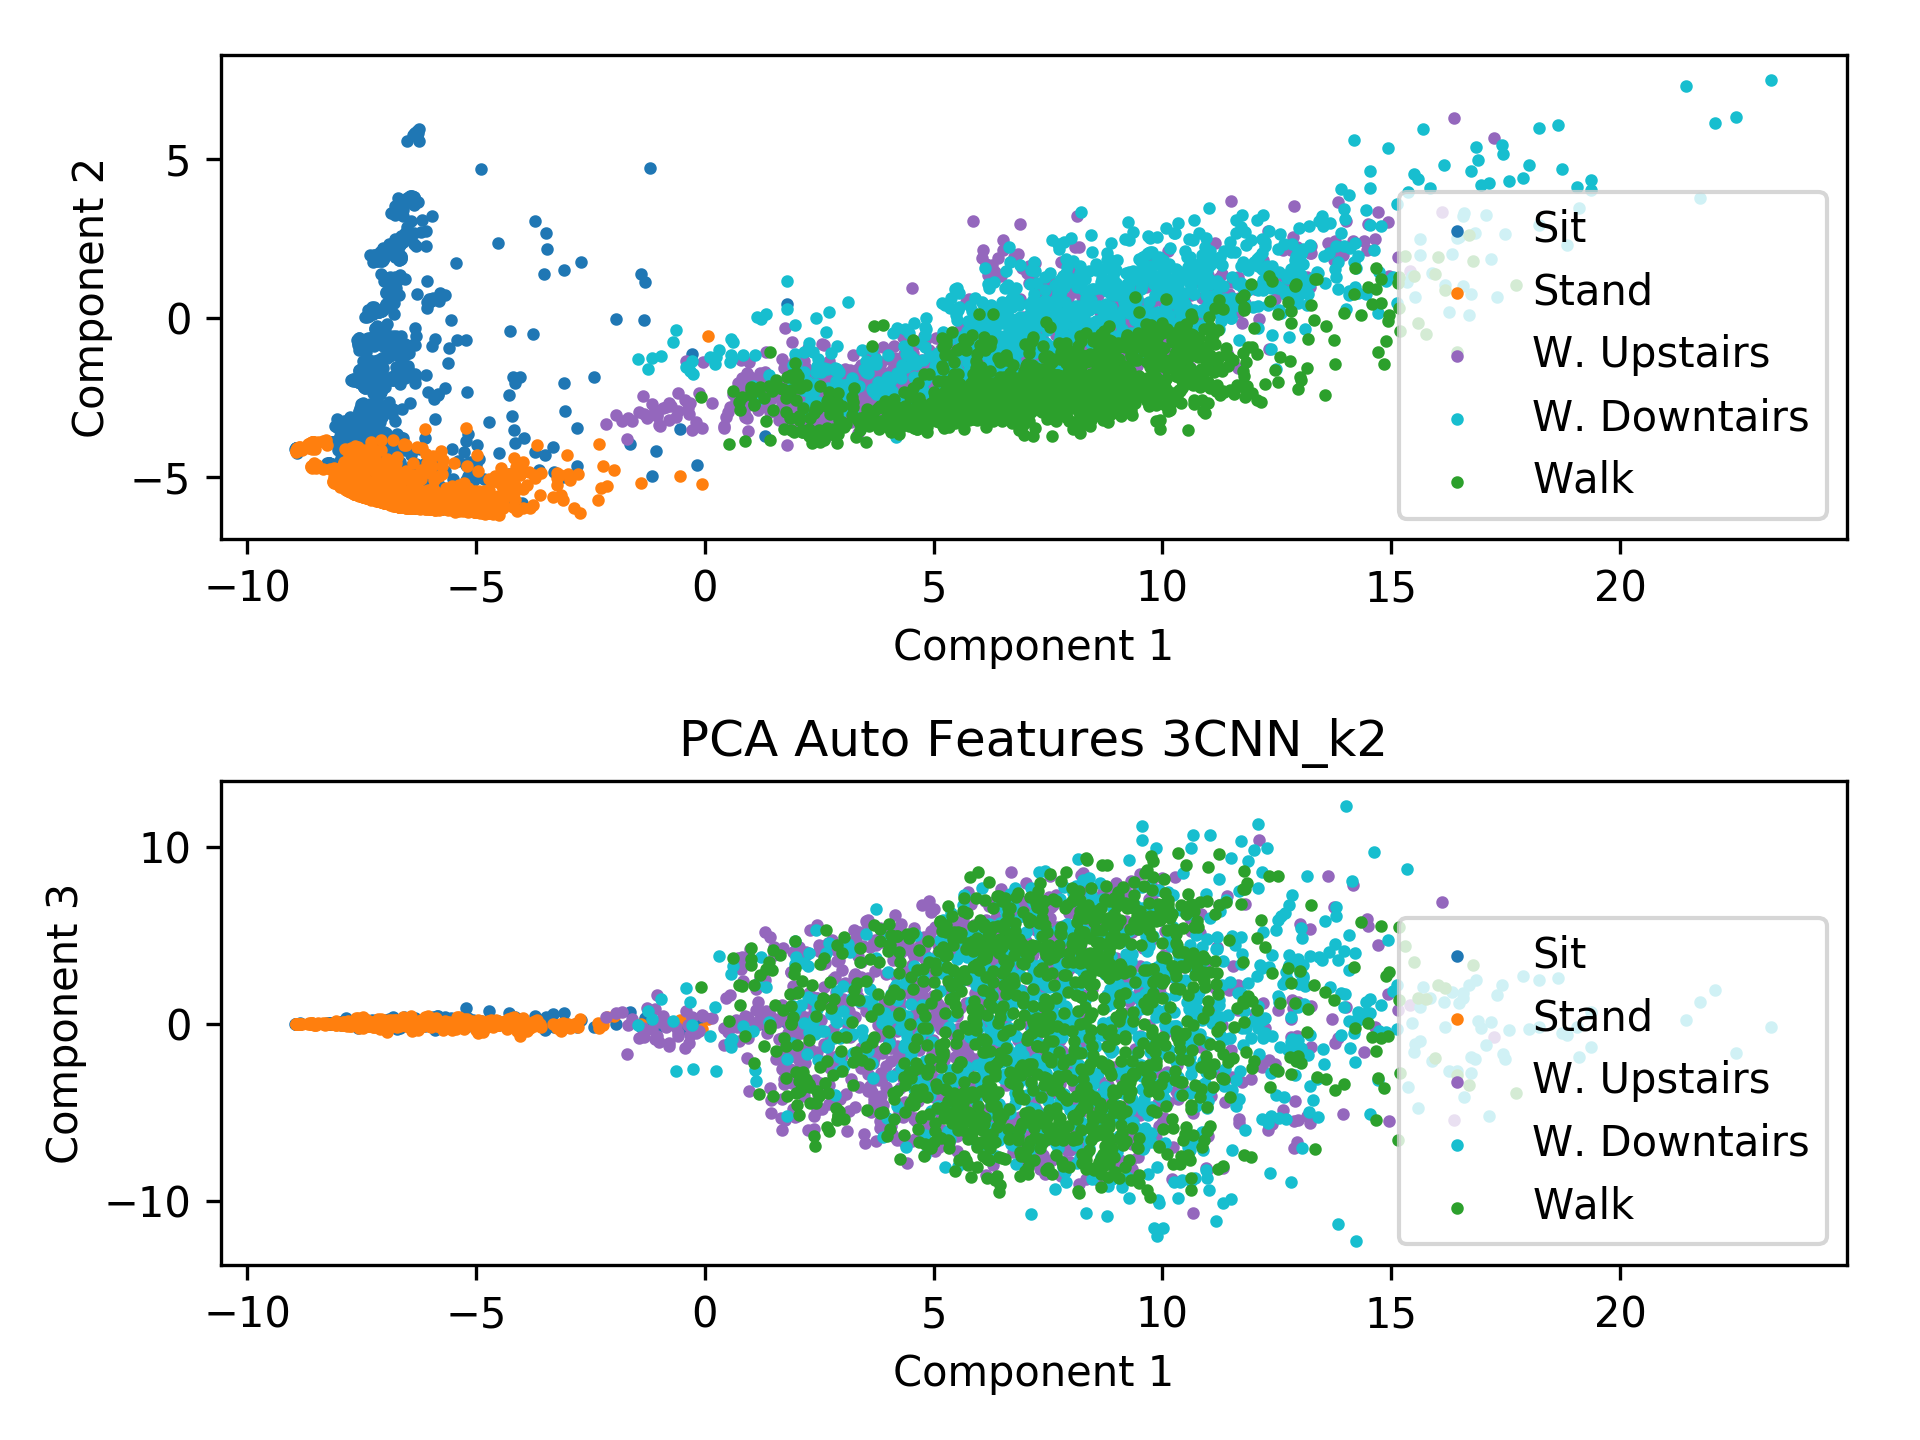 Component 2
5
0
−5
Sit
Stand
W. Upstairs
W. Downtairs
Walk
−10 −5 0 5 10 15 20
Component 1
PCA Auto Features 3CNN_k2
Component 3
10
0
−10
Sit
Stand
W. Upstairs
W. Downtairs
Walk
−10 −5 0 5 10 15 20
Component 1